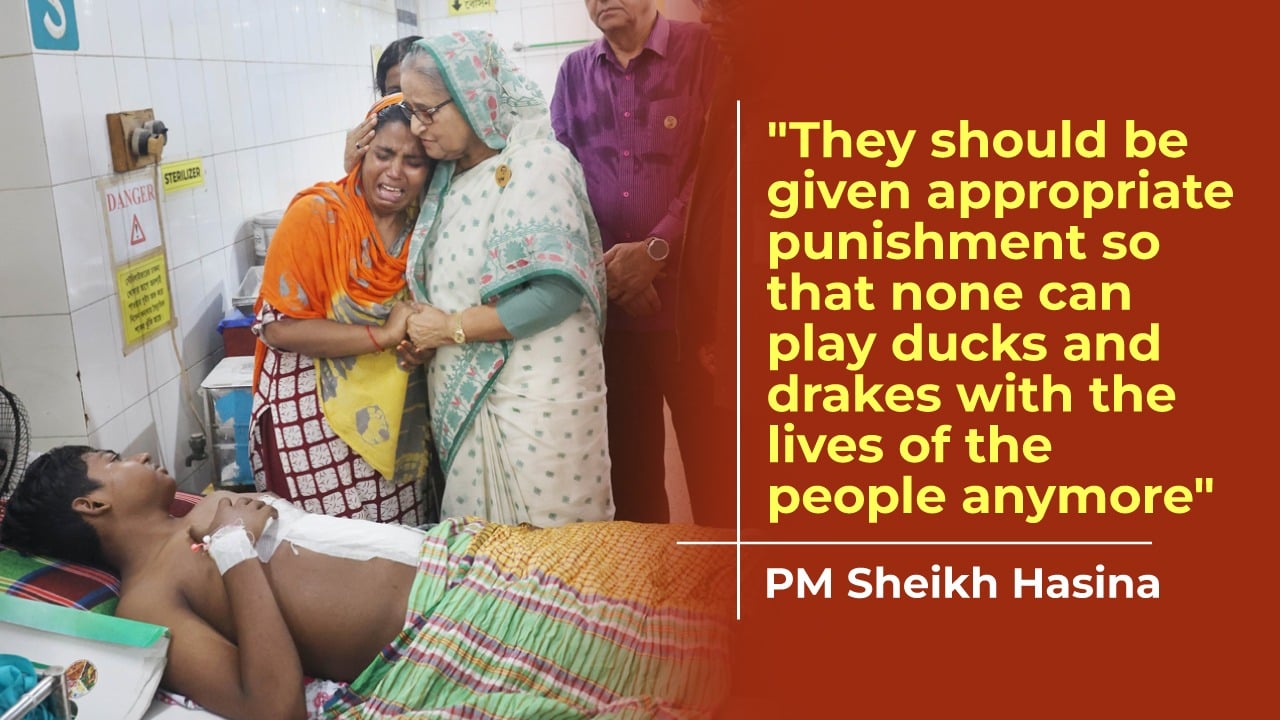 বেসিন
DANGER
STERILIZER
"They should be
given appropriate
punishment so
that none can
play ducks and
drakes with the
lives of the
people anymore"
PM Sheikh Hasina